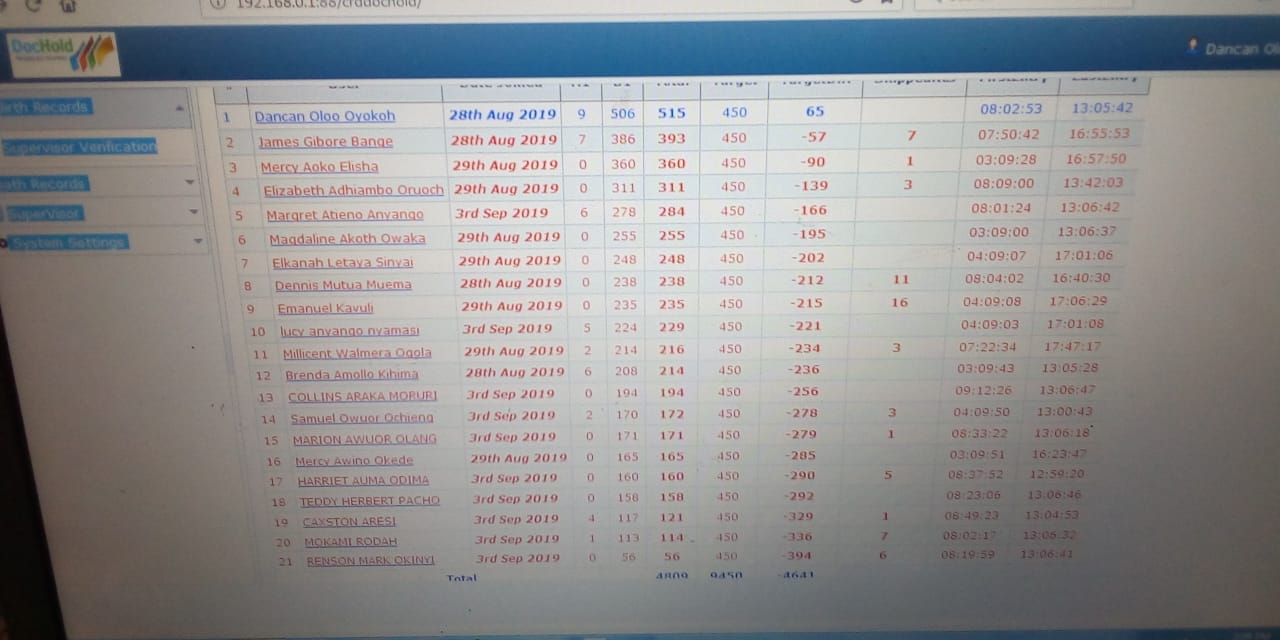 192.168.0.1:88/crddochold/
DocHold
Dancan Ol
irth Records
Supervisor Verification
ath Records
SuperVisor
System Settings
1 Dancan Oloo Oyokoh 28th Aug 2019 9 506 515 450 65 08:02:53 13:05:42
2 James Gibore Bange 28th Aug 2019 7 386 393 450 -57 7 07:50:42 16:55:53
3 Mercy Aoko Elisha 29th Aug 2019 0 360 360 450 -90 1 03:09:28 16:57:50
4 Elizabeth Adhiambo Oruoch 29th Aug 2019 0 311 311 450 -139 3 08:09:00 13:42:03
5 Margret Atieno Anyango 3rd Sep 2019 6 278 284 450 -166 08:01:24 13:06:42
6 Magdaline Akoth Owaka 29th Aug 2019 0 255 255 450 -195 03:09:00 13:06:37
7 Elkanah Letaya Sinyai 29th Aug 2019 0 248 248 450 -202 04:09:07 17:01:06
8 Dennis Mutua Muema 28th Aug 2019 0 238 238 450 -212 11 08:04:02 16:40:30
9 Emanuel Kavuli 29th Aug 2019 0 235 235 450 -215 16 04:09:08 17:06:29
10 lucy anyango nyamasi 3rd Sep 2019 5 224 229 450 -221 04:09:03 17:01:08
11 Millicent Walmera Ogola 29th Aug 2019 2 214 216 450 -234 3 07:22:34 17:47:17
12 Brenda Amollo Kihima 28th Aug 2019 6 208 214 450 -236 03:09:43 13:05:28
13 COLLINS ARAKA MORURI 3rd Sep 2019 0 194 194 450 -256 09:12:26 13:06:47
14 Samuel Owuor Ochieng 3rd Sep 2019 2 170 172 450 -278 3 04:09:50 13:00:43
15 MARION AWUOR OLANG 3rd Sep 2019 0 171 171 450 -279 1 08:33:22 13:06:18
16 Mercy Awino Okede 29th Aug 2019 0 165 165 450 -285 03:09:51 16:23:47
17 HARRIET AUMA ODIMA 3rd Sep 2019 0 160 160 450 -290 5 08:37:52 12:59:20
18 TEDDY HERBERT PACHO 3rd Sep 2019 0 158 158 450 -292 08:23:06 13:06:46
19 CAXSTON ARESI 3rd Sep 2019 4 117 121 450 -329 1 08:49:23 13:04:53
20 MOKAMI RODAH 3rd Sep 2019 1 113 114 450 -336 7 08:02:17 13:06:32
21 RENSON MARK OKINYI 3rd Sep 2019 0 56 56 450 -394 6 08:19:59 13:06:41
Total 4809 9450 -4641